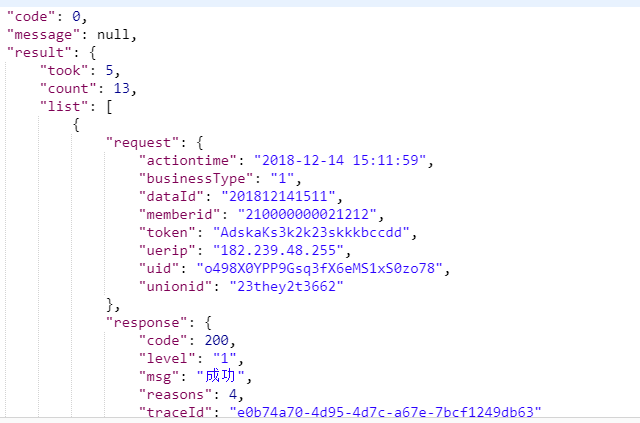 "code": 0,
"message": null,
"result": {
"took": 5,
"count": 13,
"list": [
{
"request": {
"actiontime": "2018-12-14 15:11:59",
"businessType": "1",
"dataId": "201812141511",
"memberid": "210000000021212",
"token": "AdskaKs3k2k23skkkbccdd",
"uerip": "182.239.48.255",
"uid": "o498X0YPP9Gsq3fX6eMS1xS0zo78",
"unionid": "23they2t3662"
},
"response": {
"code": 200,
"level": "1",
"msg": "成功",
"reasons": 4,
"traceId": "e0b74a70-4d95-4d7c-a67e-7bcf1249db63"